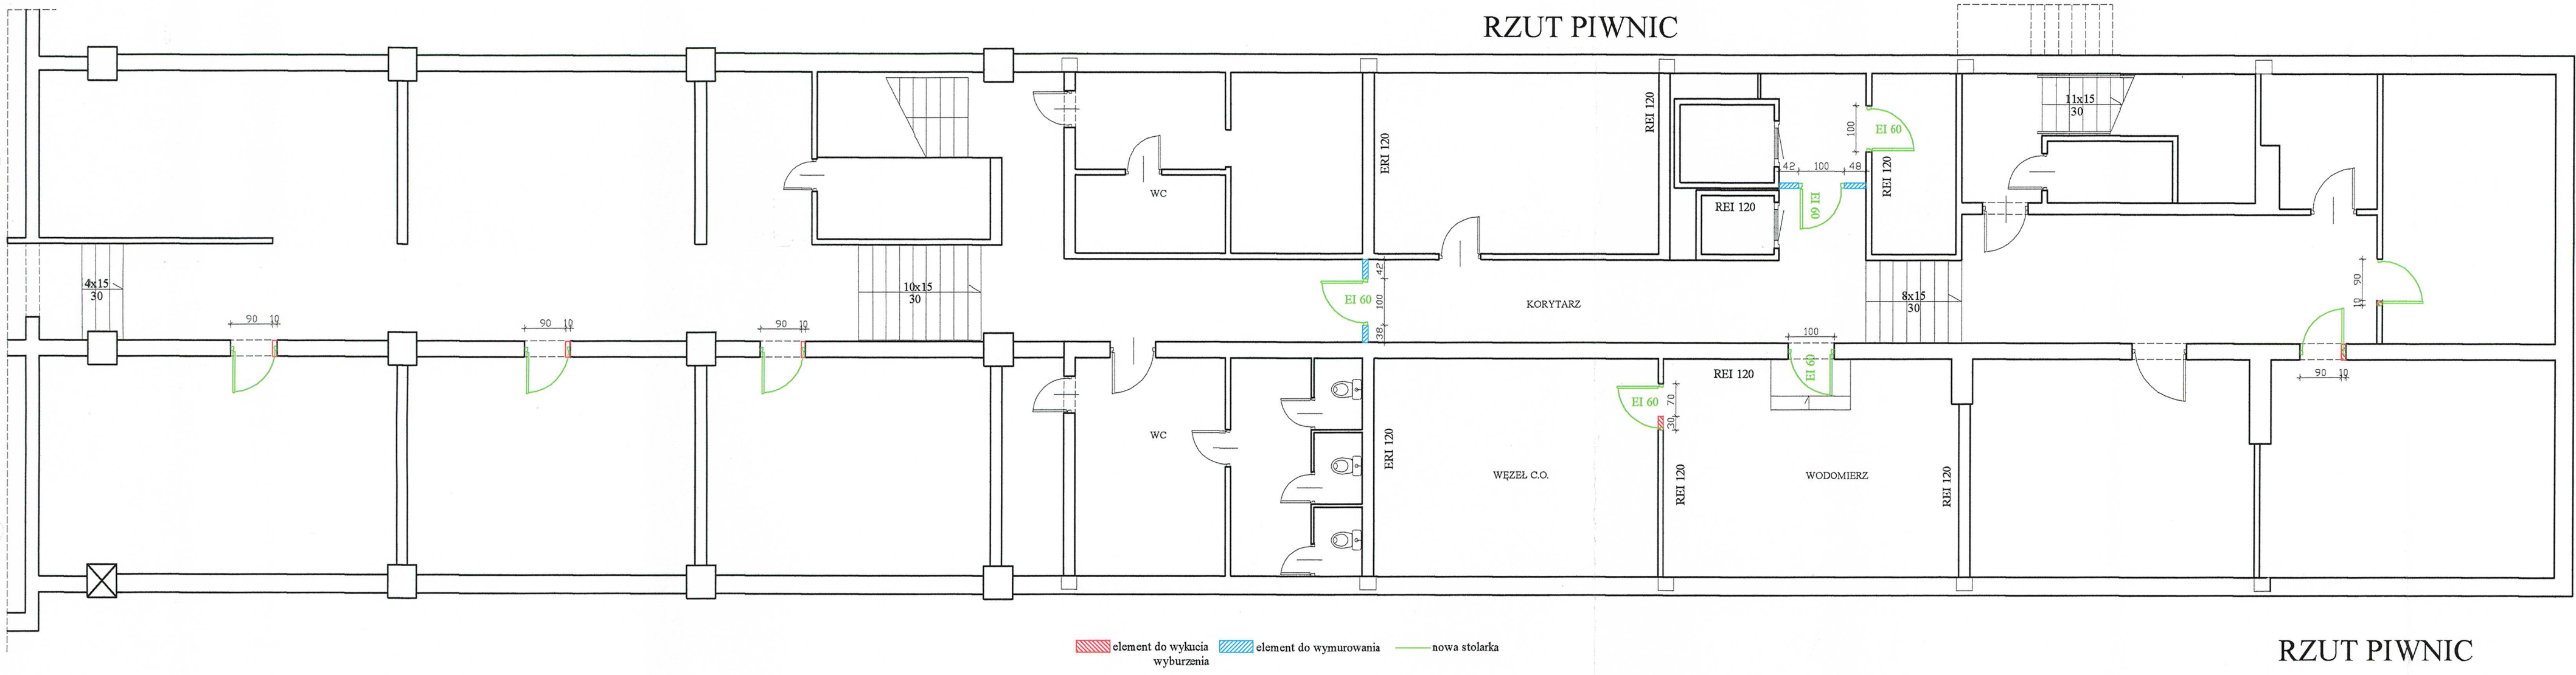 RZUT PIWNIC
11x15
30
100
EI 60
REI 120
ERI 120
REI 120
42 100 48
EI 60
WC
REI 120
4x15
30
10x15
30
42
100
38
EI 60
KORYTARZ
8x15
30
90
10
90 10
90 10
90 10
100
EI 60
REI 120
90 10
EI 60
70
30
WC
ERI 120
WĘZEŁ C.O.
REI 120
WODOMIERZ
REI 120
element do wykucia
wyburzenia
element do wymurowania
nowa stolarka
RZUT PIWNIC